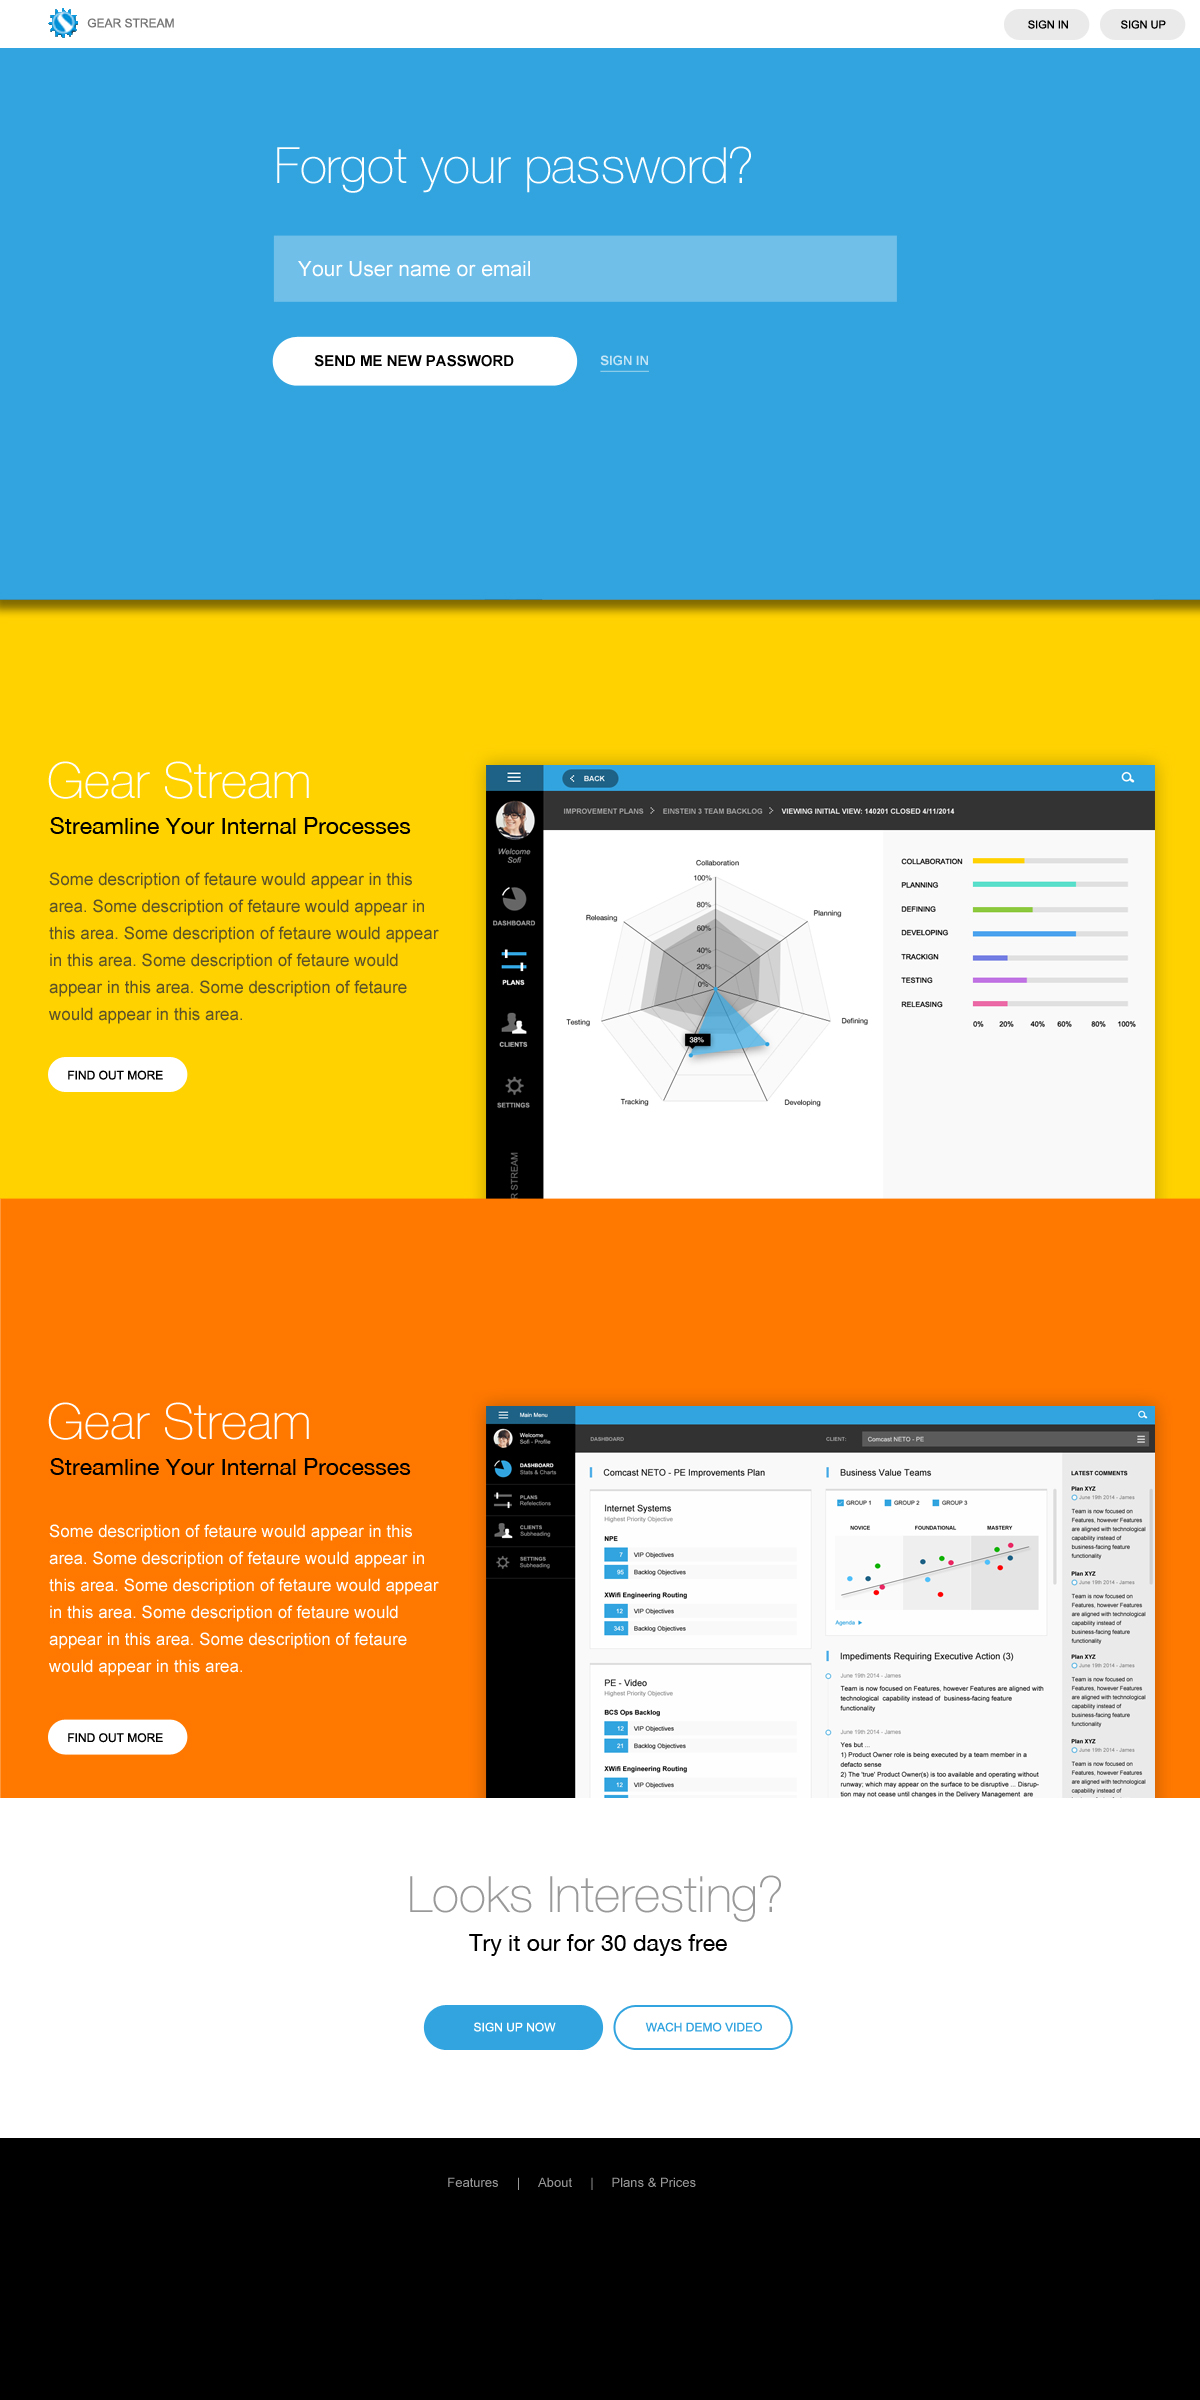 GEAR STREAM
SIGN IN
SIGN UP
Forgot your password?
Your User name or email
SEND ME NEW PASSWORD
SIGN IN
Gear Stream
Streamline Your Internal Processes
Some description of fetaure would appear in this
area. Some description of fetaure would appear in
this area. Some description of fetaure would appear
in this area. Some description of fetaure would
appear in this area. Some description of fetaure
would appear in this area.
FIND OUT MORE
BACK
IMPROVEMENT PLANS
EINSTEIN 3 TEAM BACKLOG
VIEWING INITIAL VIEW: 140201 CLOSED 4/11/2014
Welcome
Sofi
DASHBOARD
PLANS
CLIENTS
SETTINGS
R STREAM
Collaboration
100%
80%
60%
40%
20%
0%
Planning
Releasing
Defining
Testing
38%
Tracking
Developing
COLLABORATION
PLANNING
DEFINING
DEVELOPING
TRACKIGN
TESTING
RELEASING
0% 20% 40% 60% 80% 100%
Gear Stream
Streamline Your Internal Processes
Some description of fetaure would appear in this
area. Some description of fetaure would appear in
this area. Some description of fetaure would appear
in this area. Some description of fetaure would
appear in this area. Some description of fetaure
would appear in this area.
FIND OUT MORE
Main Menu
Welcome
Sofi - Profile
DASHBOARD
Stats & Charts
PLANS
Refelections
CLIENTS
Subheading
SETTINGS
Subheading
DASHBOARD
CLIENT:
Comcast NETO - PE
Comcast NETO - PE Improvements Plan
Internet Systems
Highest Priority Objective
NPE
7 VIP Objectives
95 Backlog Objectives
XWifi Engineering Routing
12 VIP Objectives
343 Backlog Objectives
PE - Video
Highest Priority Objective
BCS Ops Backlog
12 VIP Objectives
21 Backlog Objectives
XWifi Engineering Routing
12 VIP Objectives
Business Value Teams
GROUP 1 GROUP 2 GROUP 3
NOVICE FOUNDATIONAL MASTERY
Agenda
Impediments Requiring Executive Action (3)
June 19th 2014 - James
Team is now focused on Features, however Features are aligned with
technological capability instead of business-facing feature
functionality
June 19th 2014 - James
Yes but ...
1) Product Owner role is being executed by a team member in a
defacto sense
2) The 'true' Product Owner(s) is too available and operating without
runway; which may appear on the surface to be disruptive ... Disrup-
tion may not cease until changes in the Delivery Management are
LATEST COMMENTS
Plan XYZ
June 19th 2014 - James
Team is now focused on
Features, however Features
are aligned with technological
capability instead of
business-facing feature
functionality
Plan XYZ
June 19th 2014 - James
Team is now focused on
Features, however Features
are aligned with technological
capability instead of
business-facing feature
functionality
Plan XYZ
June 19th 2014 - James
Team is now focused on
Features, however Features
are aligned with technological
capability instead of
business-facing feature
functionality
Plan XYZ
June 19th 2014 - James
Team is now focused on
Features, however Features
are aligned with technological
capability instead of
Looks Interesting?
Try it our for 30 days free
SIGN UP NOW
WACH DEMO VIDEO
Features | About | Plans & Prices